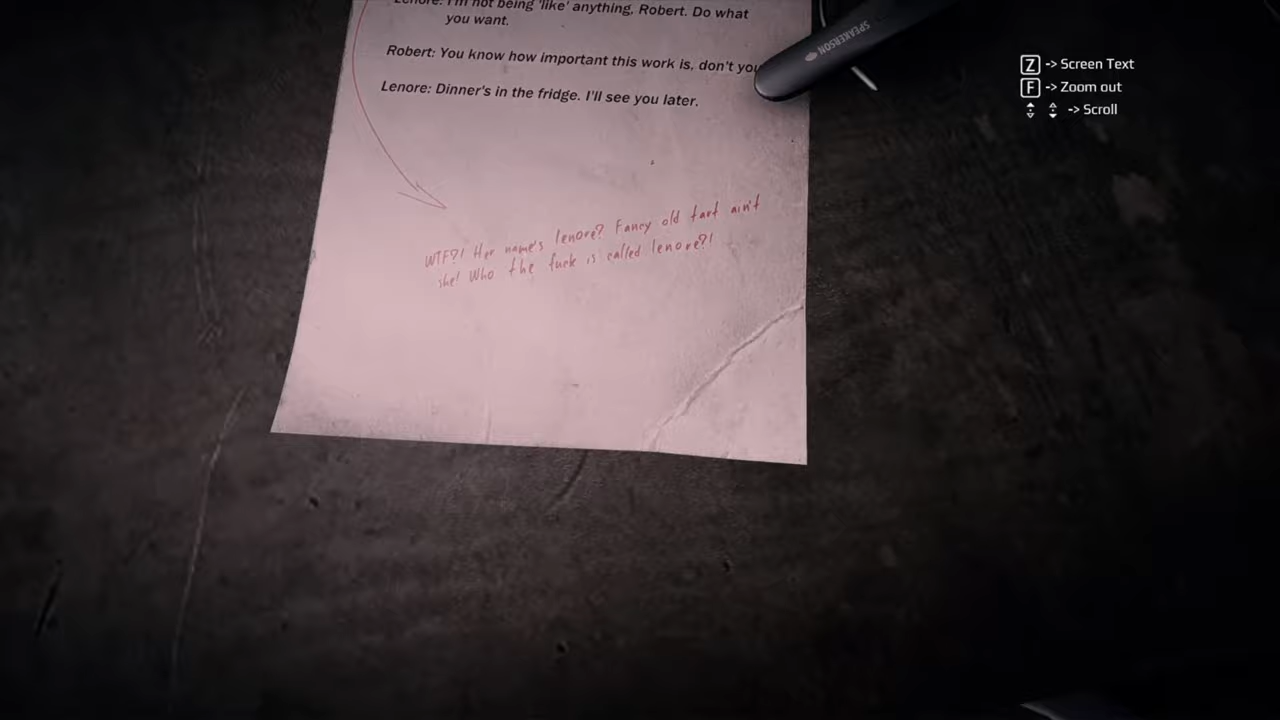 Lenore: I'm not being 'like' anything, Robert. Do what
you want.
Robert: You know how important this work is, don't you
Lenore: Dinner's in the fridge. I'll see you later.
WTF?! Her name's lenore? Fancy old tart ain't
she! Who the fuck is called lenore?!
SPEAKERSON
Z -> Screen Text
F -> Zoom out
-> Scroll